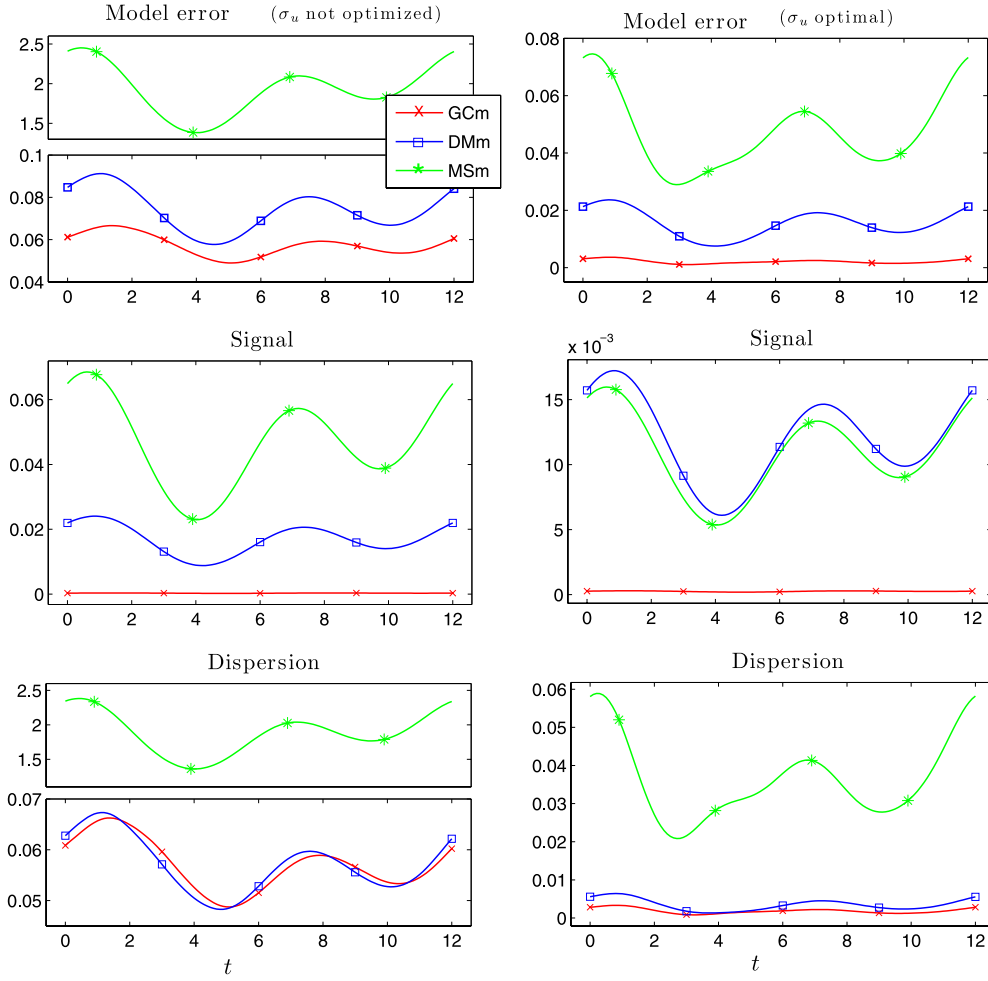 Model error (σu not optimized)
2.5
2
1.5
0.1
0.08
0.06
0.04
0 2 4 6 8 10 12
GCm
DMm
MSm
Model error (σu optimal)
0.08
0.06
0.04
0.02
0
0 2 4 6 8 10 12
Signal
0.06
0.04
0.02
0
0 2 4 6 8 10 12
Signal
x 10⁻³
15
10
5
0
0 2 4 6 8 10 12
Dispersion
2.5
2
1.5
0.07
0.06
0.05
0 2 4 6 8 10 12
t
Dispersion
0.06
0.05
0.04
0.03
0.02
0.01
0
0 2 4 6 8 10 12
t